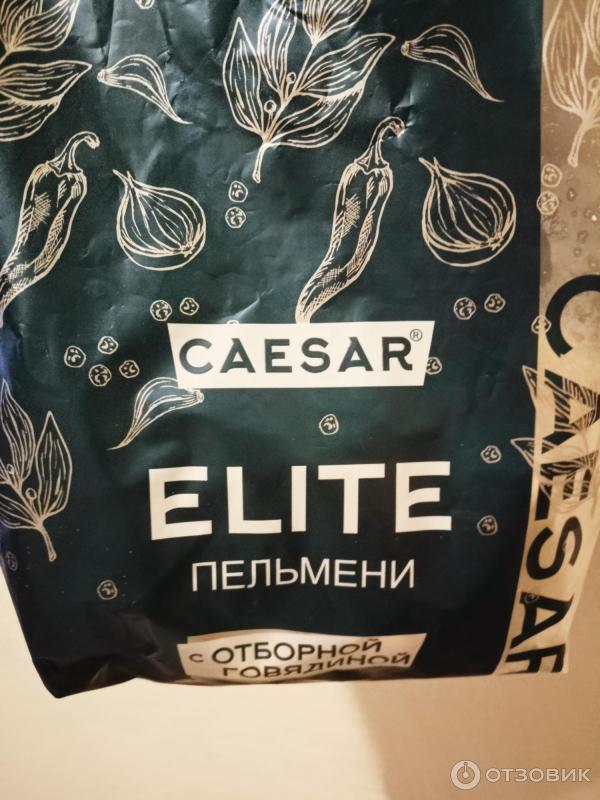 CAESAR®
ELITE
ПЕЛЬМЕНИ
с ОТБОРНОЙ
ГОВЯДИНОЙ
CAESAR
ОТЗОВИК